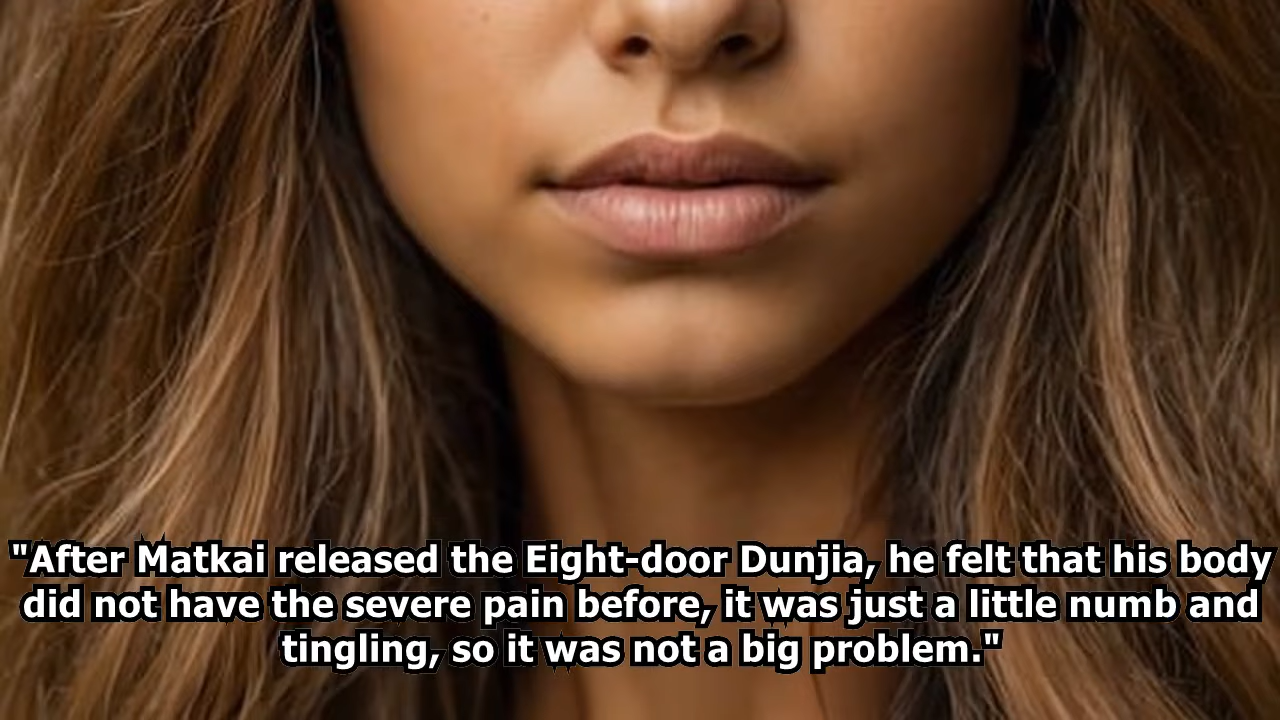 "After Matkai released the Eight-door Dunjia, he felt that his body
did not have the severe pain before, it was just a little numb and
tingling, so it was not a big problem."